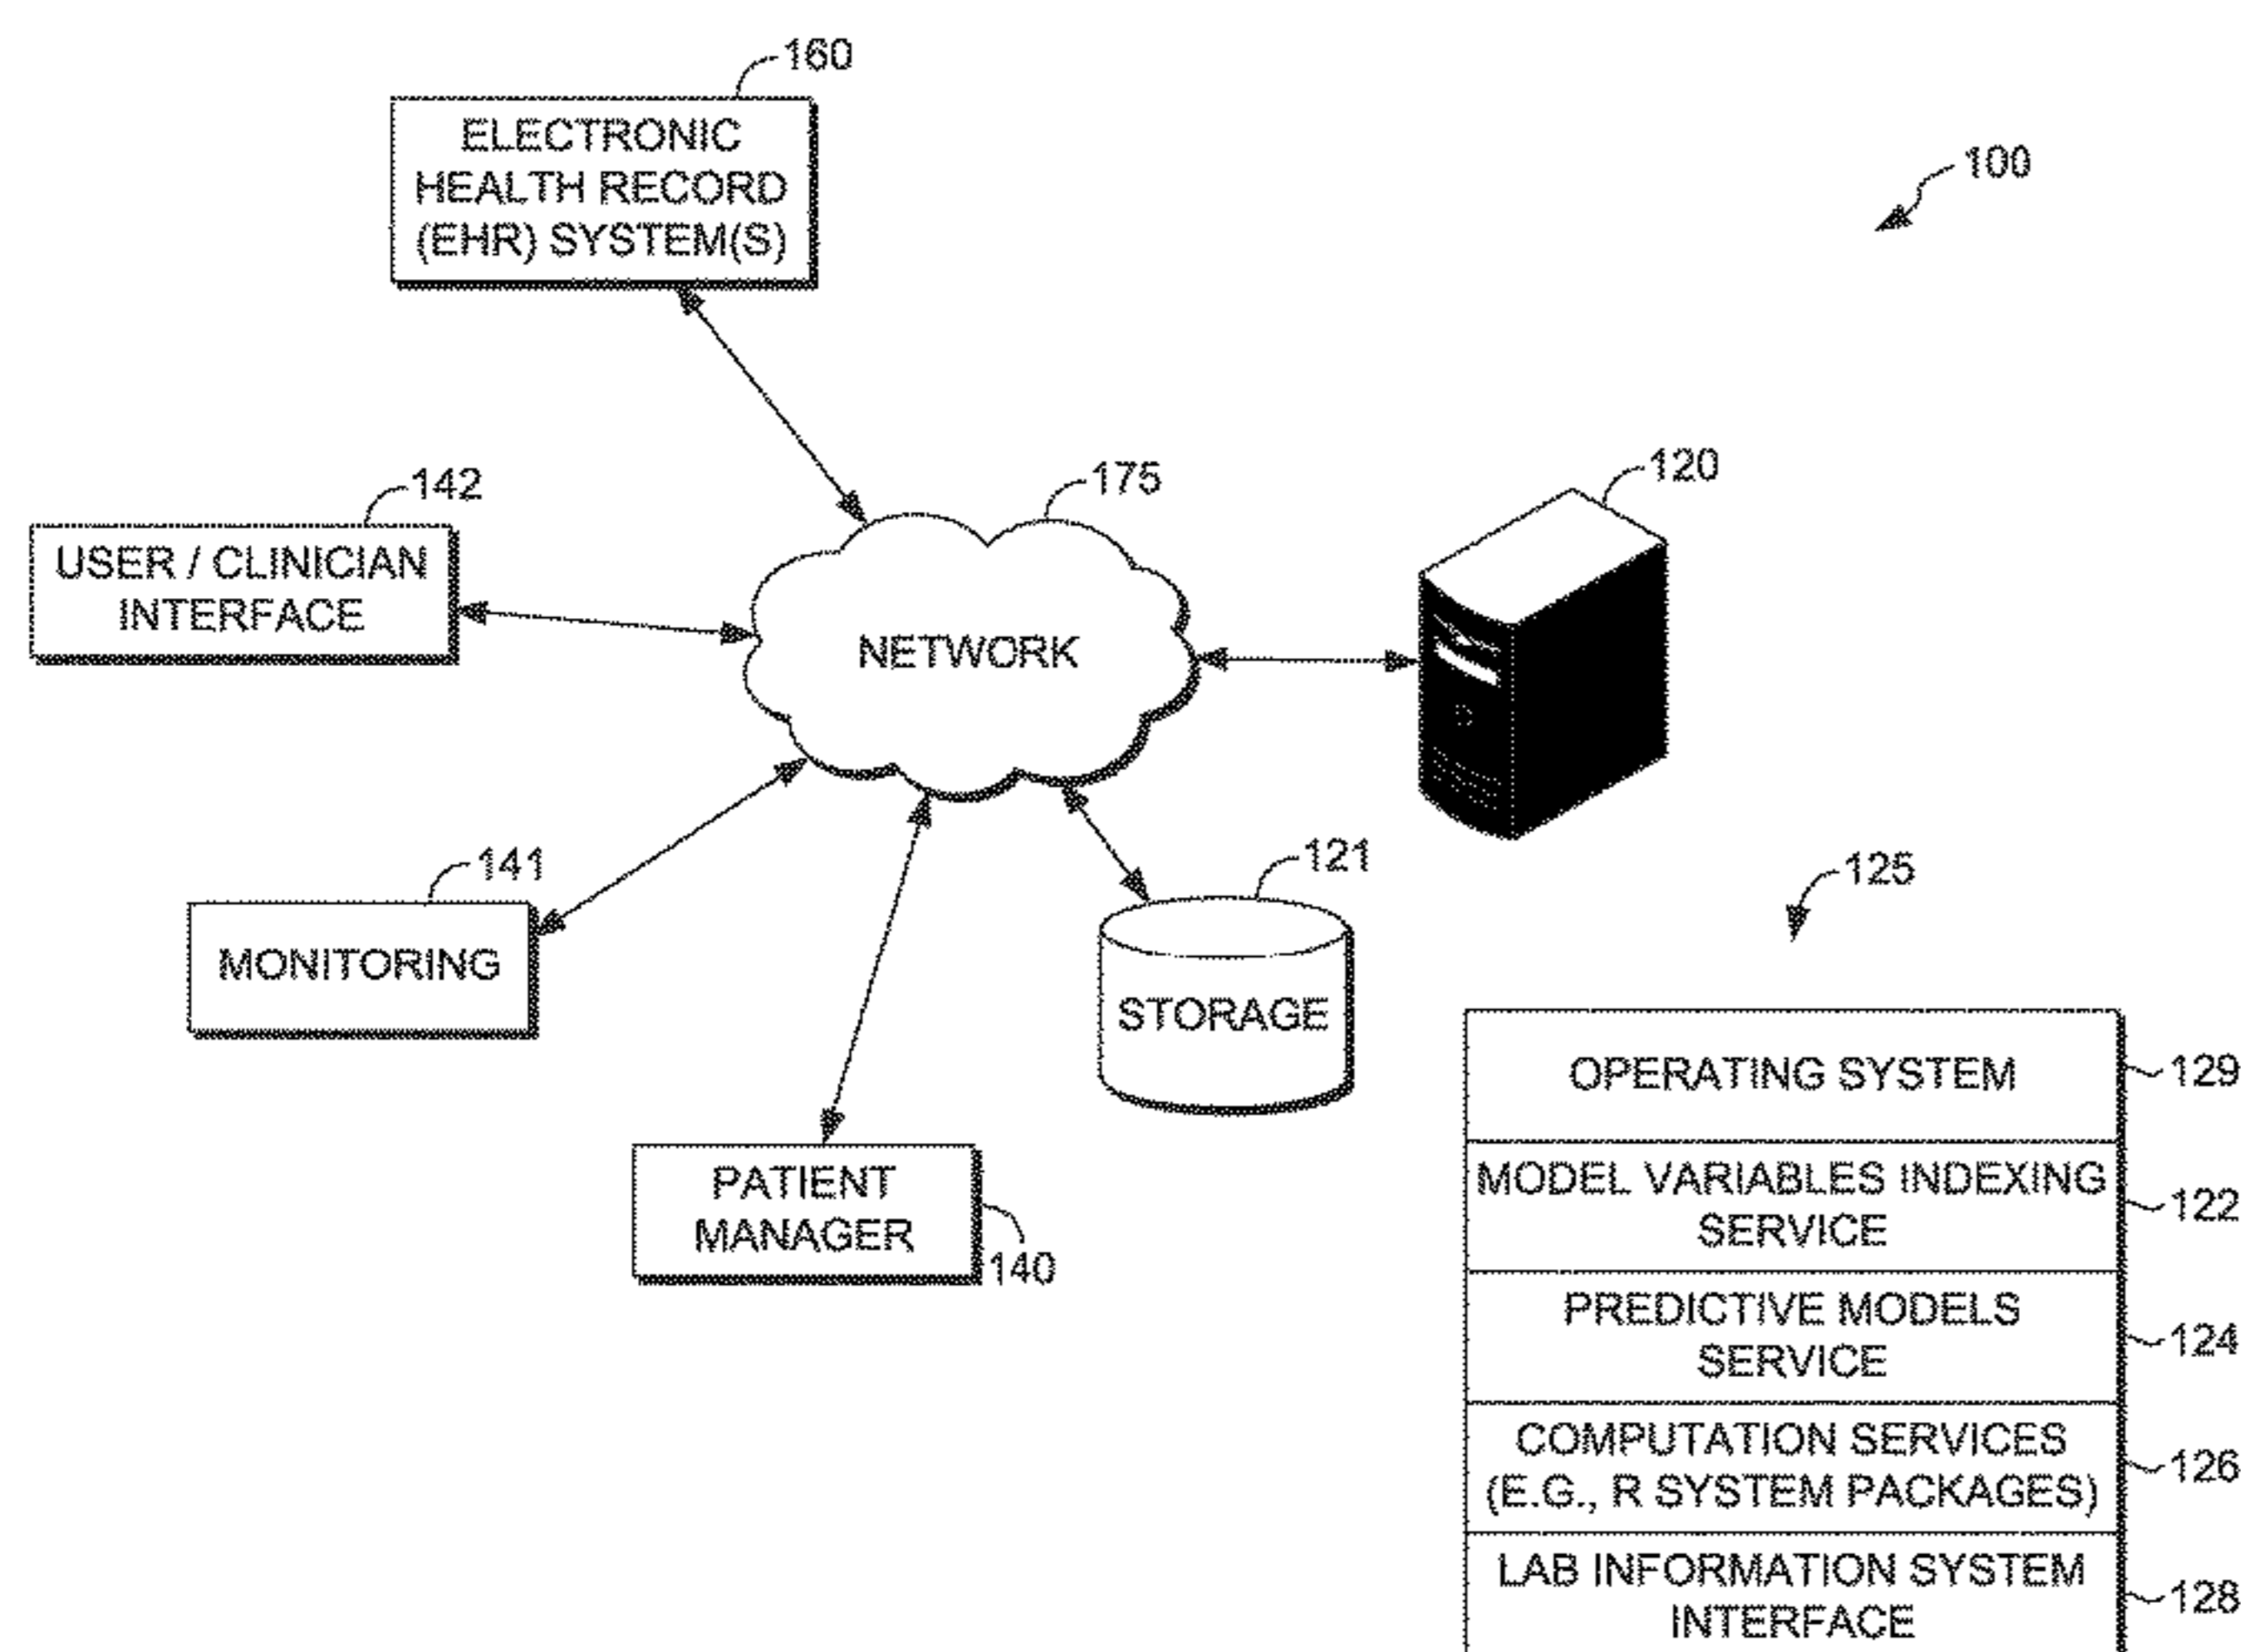 160
ELECTRONIC
HEALTH RECORD
(EHR) SYSTEM(S)
100
142
USER / CLINICIAN
INTERFACE
175
NETWORK
120
141
MONITORING
121
STORAGE
PATIENT
MANAGER
140
125
OPERATING SYSTEM
129
MODEL VARIABLES INDEXING
SERVICE
122
PREDICTIVE MODELS
SERVICE
124
COMPUTATION SERVICES
(E.G., R SYSTEM PACKAGES)
126
LAB INFORMATION SYSTEM
INTERFACE
128